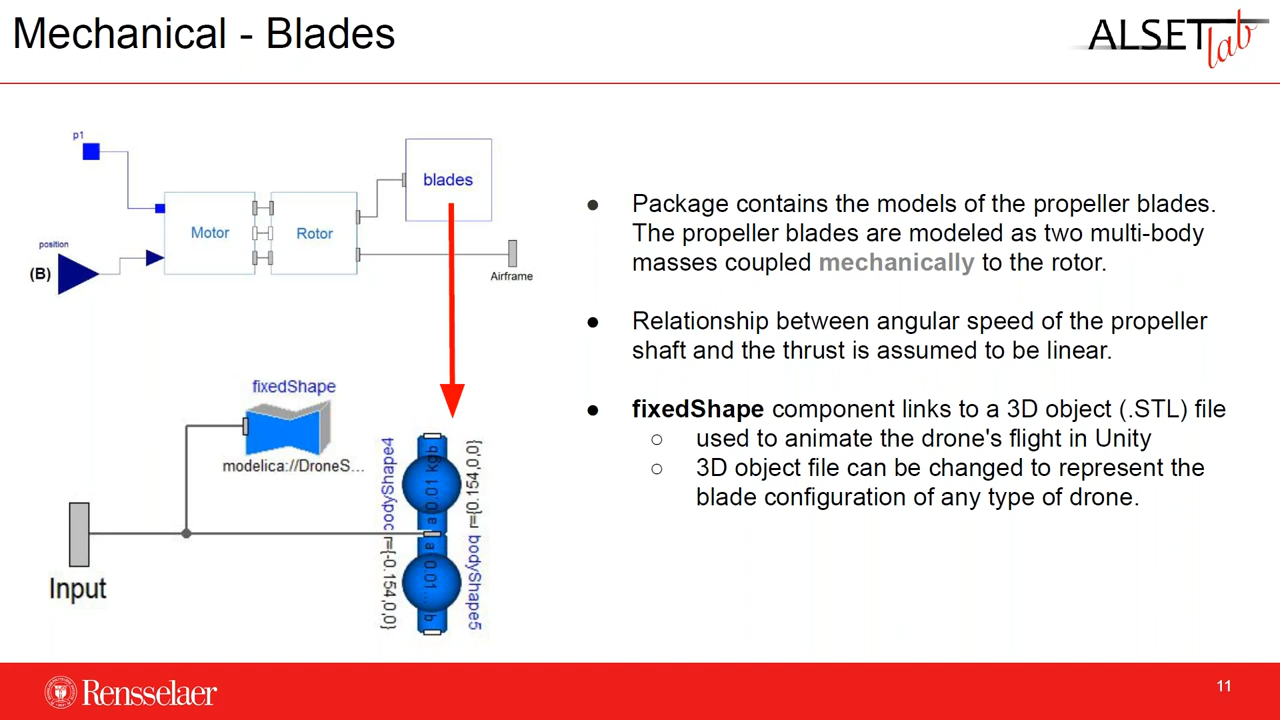 Mechanical - Blades
ALSET lab
p1
blades
Motor
Rotor
position
(B)
Airframe
fixedShape
modelica://DroneS...
Input
bodyShape4
r={-0.154,0,0}
r={0.154,0,0}
bodyShape5
a
0.01 kg
b
a
0.01...
b
● Package contains the models of the propeller blades.
The propeller blades are modeled as two multi-body
masses coupled mechanically to the rotor.
● Relationship between angular speed of the propeller
shaft and the thrust is assumed to be linear.
● fixedShape component links to a 3D object (.STL) file
○ used to animate the drone's flight in Unity
○ 3D object file can be changed to represent the
blade configuration of any type of drone.
Rensselaer
11